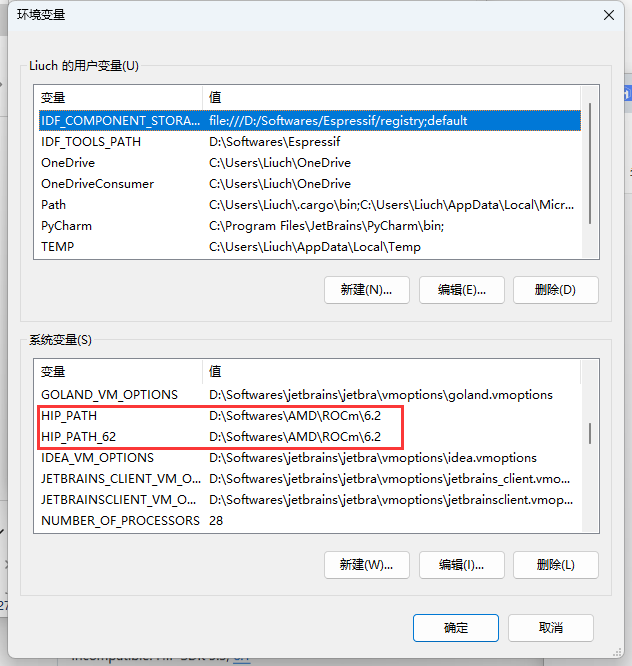 环境变量
Liuch 的用户变量(U)
变量 值
IDF_COMPONENT_STORA... file:///D:/Softwares/Espressif/registry;default
IDF_TOOLS_PATH D:\Softwares\Espressif
OneDrive C:\Users\Liuch\OneDrive
OneDriveConsumer C:\Users\Liuch\OneDrive
Path C:\Users\Liuch\.cargo\bin;C:\Users\Liuch\AppData\Local\Micr...
PyCharm C:\Program Files\JetBrains\PyCharm\bin;
TEMP C:\Users\Liuch\AppData\Local\Temp
新建(N)... 编辑(E)... 删除(D)
系统变量(S)
变量 值
GOLAND_VM_OPTIONS D:\Softwares\jetbrains\jetbra\vmoptions\goland.vmoptions
HIP_PATH D:\Softwares\AMD\ROCm\6.2
HIP_PATH_62 D:\Softwares\AMD\ROCm\6.2
IDEA_VM_OPTIONS D:\Softwares\jetbrains\jetbra\vmoptions\idea.vmoptions
JETBRAINS_CLIENT_VM_O... D:\Softwares\jetbrains\jetbra\vmoptions\jetbrains_client.vmo...
JETBRAINSCLIENT_VM_O... D:\Softwares\jetbrains\jetbra\vmoptions\jetbrainsclient.vmop...
NUMBER_OF_PROCESSORS 28
新建(W)... 编辑(I)... 删除(L)
确定 取消